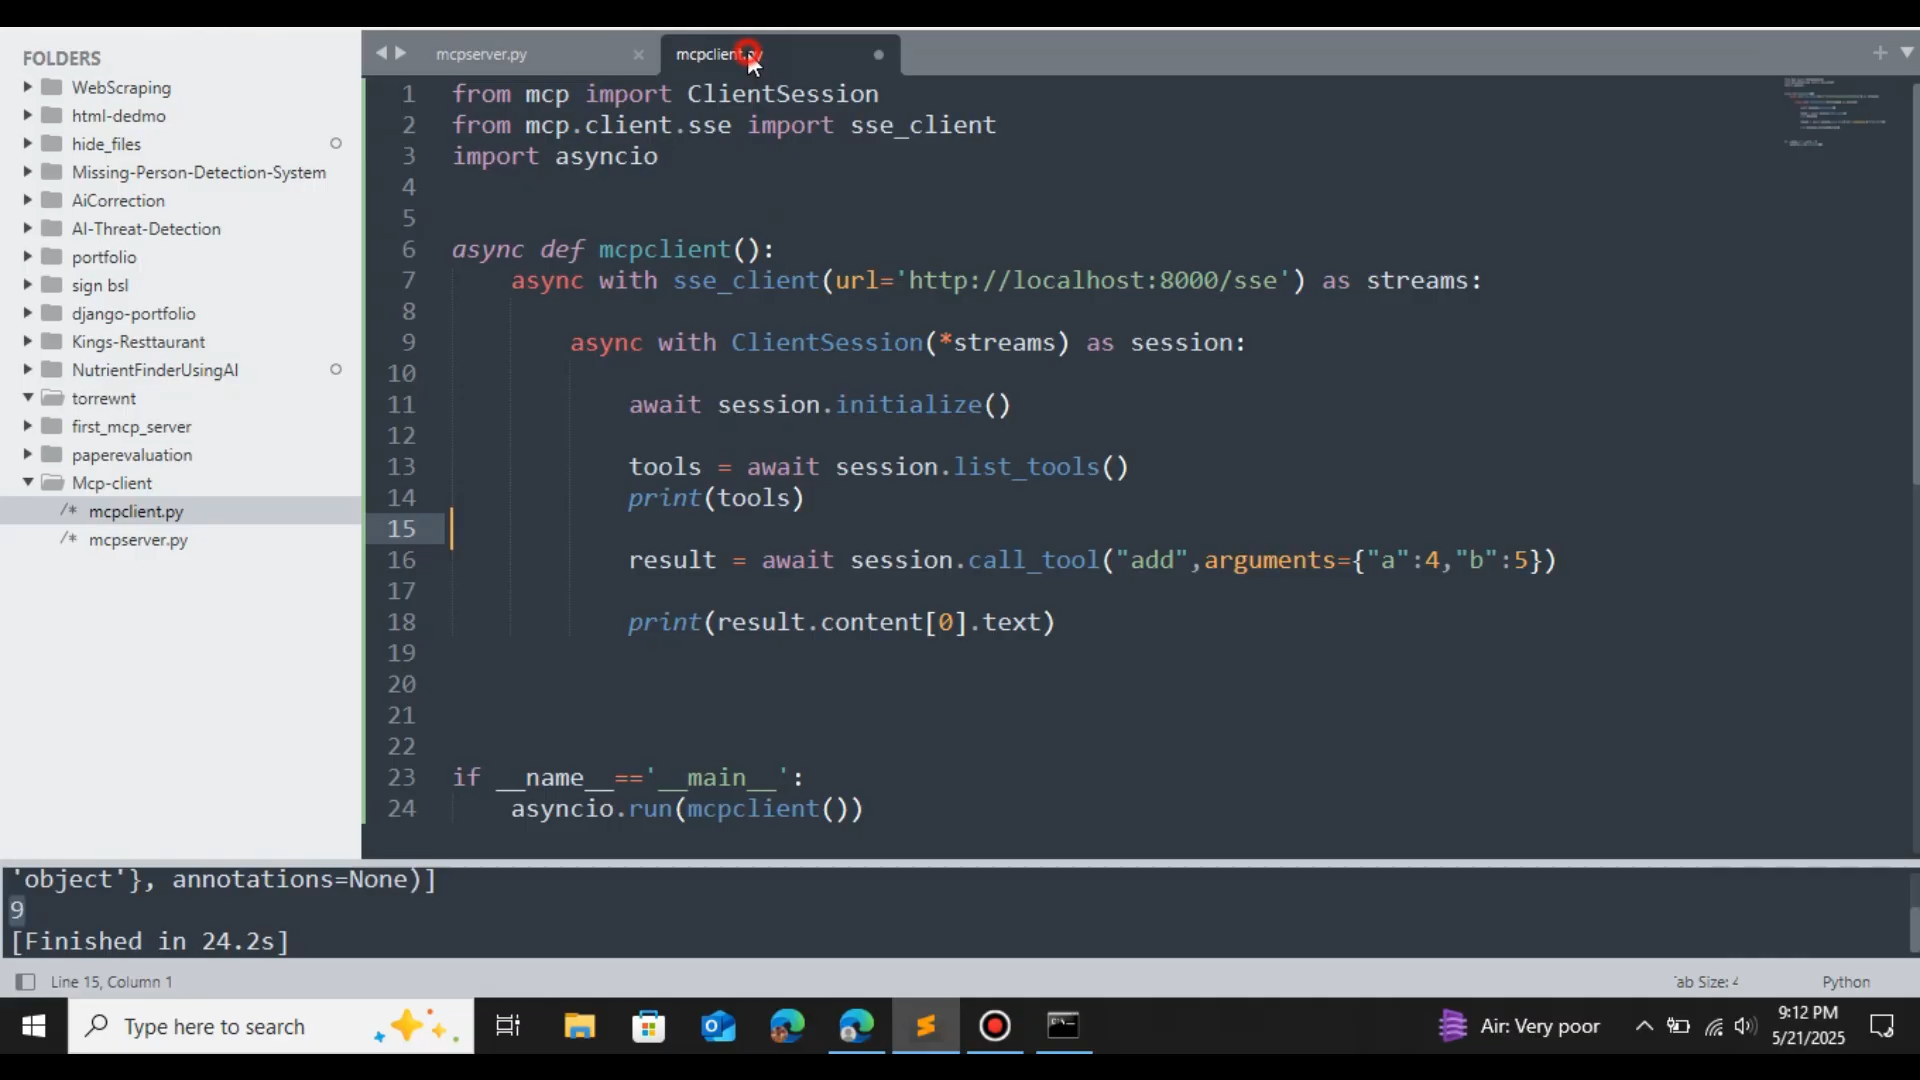 FOLDERS
WebScraping
html-dedmo
hide_files
Missing-Person-Detection-System
AiCorrection
AI-Threat-Detection
portfolio
sign bsl
django-portfolio
Kings-Resttaurant
NutrientFinderUsingAI
torrewnt
first_mcp_server
paperevaluation
Mcp-client
/* mcpclient.py
/* mcpserver.py
mcpserver.py
mcpclient.py
1 from mcp import ClientSession
2 from mcp.client.sse import sse_client
3 import asyncio
4
5
6 async def mcpclient():
7 async with sse_client(url='http://localhost:8000/sse') as streams:
8
9 async with ClientSession(*streams) as session:
10
11 await session.initialize()
12
13 tools = await session.list_tools()
14 print(tools)
15
16 result = await session.call_tool("add",arguments={"a":4,"b":5})
17
18 print(result.content[0].text)
19
20
21
22
23 if __name__=='__main__':
24 asyncio.run(mcpclient())
'object'}, annotations=None)]
9
[Finished in 24.2s]
Line 15, Column 1
Tab Size: 4
Python
Type here to search
Air: Very poor
9:12 PM
5/21/2025